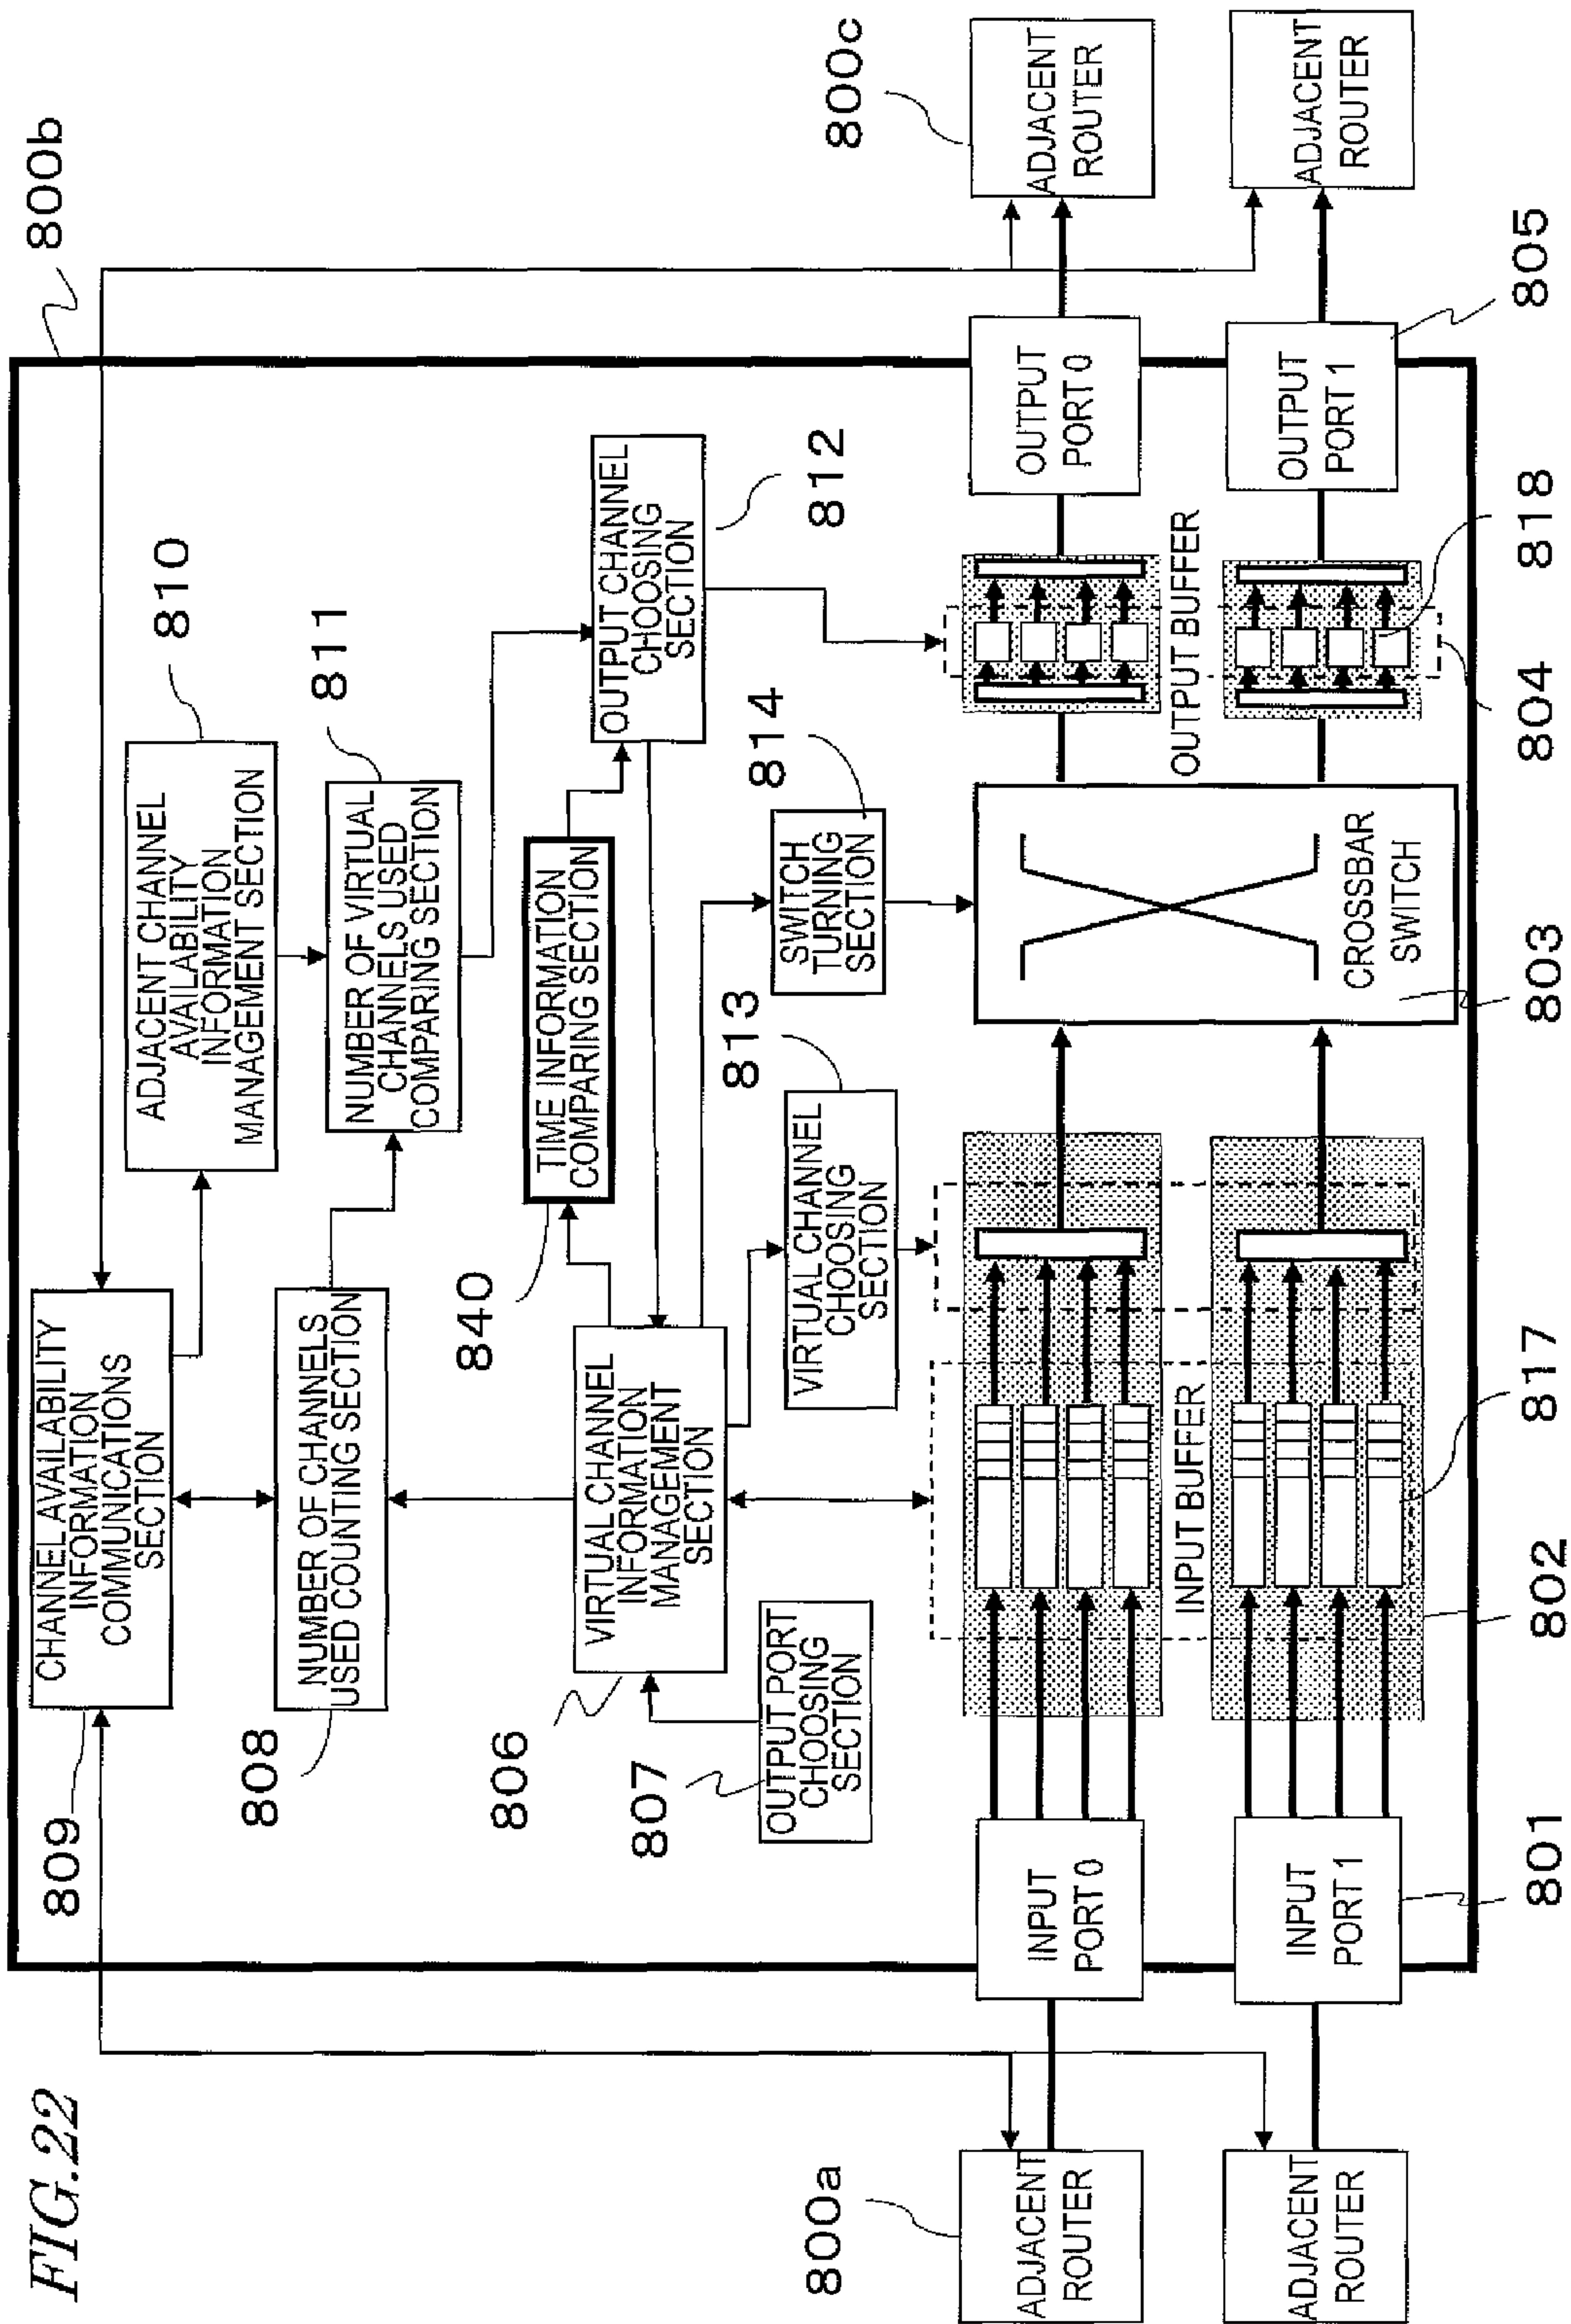 FIG.22
800b
809
CHANNEL AVAILABILITY
INFORMATION
COMMUNICATIONS
SECTION
808
NUMBER OF CHANNELS
USED COUNTING SECTION
ADJACENT CHANNEL
AVAILABILITY
INFORMATION
MANAGEMENT SECTION
810
NUMBER OF VIRTUAL
CHANNELS USED
COMPARING SECTION
811
840
TIME INFORMATION
COMPARING SECTION
OUTPUT CHANNEL
CHOOSING
SECTION
812
806
VIRTUAL CHANNEL
INFORMATION
MANAGEMENT
SECTION
807
OUTPUT PORT
CHOOSING
SECTION
VIRTUAL CHANNEL
CHOOSING
SECTION
813
SWITCH
TURNING
SECTION
814
800a
ADJACENT
ROUTER
INPUT
PORT 0
INPUT BUFFER
OUTPUT BUFFER
OUTPUT
PORT 0
ADJACENT
ROUTER
800c
ADJACENT
ROUTER
INPUT
PORT 1
CROSSBAR
SWITCH
OUTPUT
PORT 1
ADJACENT
ROUTER
801
802
817
803
804
818
805